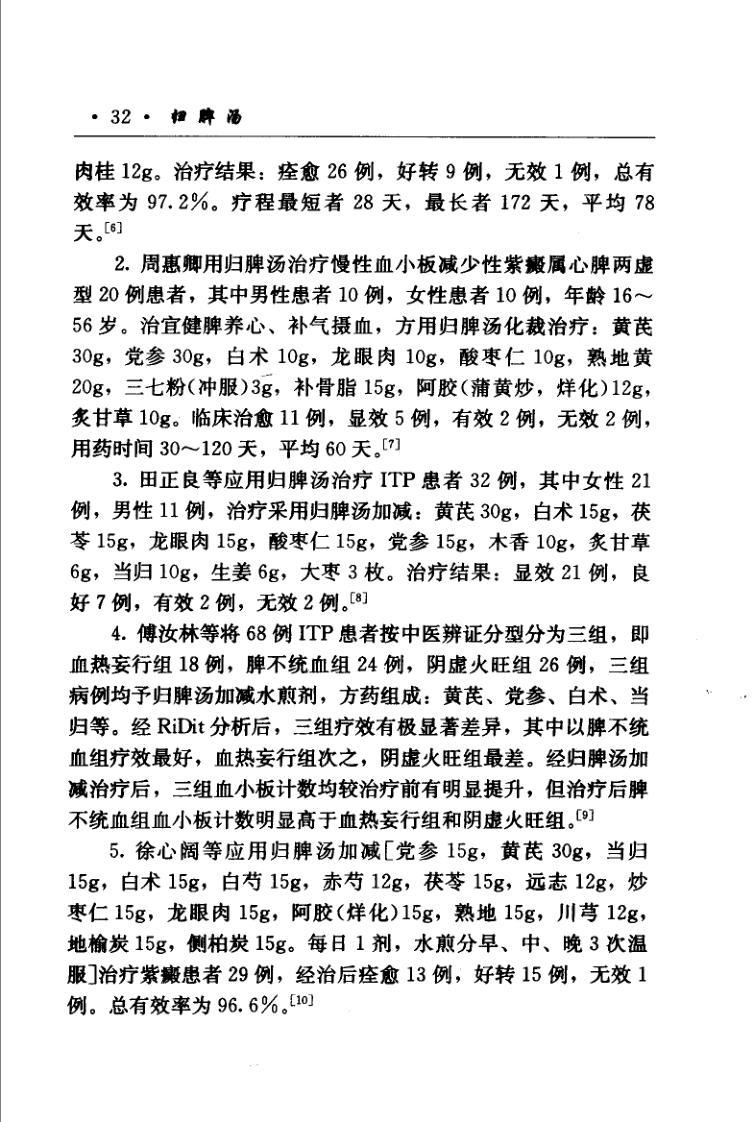 · 32 · 归脾汤
肉桂 12g。治疗结果：痊愈 26 例，好转 9 例，无效 1 例，总有
效率为 97.2%。疗程最短者 28 天，最长者 172 天，平均 78
天。[6]
2. 周惠卿用归脾汤治疗慢性血小板减少性紫癜属心脾两虚
型 20 例患者，其中男性患者 10 例，女性患者 10 例，年龄 16～
56 岁。治宜健脾养心、补气摄血，方用归脾汤化裁治疗：黄芪
30g，党参 30g，白术 10g，龙眼肉 10g，酸枣仁 10g，熟地黄
20g，三七粉(冲服)3g，补骨脂 15g，阿胶(蒲黄炒，烊化)12g，
炙甘草 10g。临床治愈 11 例，显效 5 例，有效 2 例，无效 2 例，
用药时间 30～120 天，平均 60 天。[7]
3. 田正良等应用归脾汤治疗 ITP 患者 32 例，其中女性 21
例，男性 11 例，治疗采用归脾汤加减：黄芪 30g，白术 15g，茯
苓 15g，龙眼肉 15g，酸枣仁 15g，党参 15g，木香 10g，炙甘草
6g，当归 10g，生姜 6g，大枣 3 枚。治疗结果：显效 21 例，良
好 7 例，有效 2 例，无效 2 例。[8]
4. 傅汝林等将 68 例 ITP 患者按中医辨证分型分为三组，即
血热妄行组 18 例，脾不统血组 24 例，阴虚火旺组 26 例，三组
病例均予归脾汤加减水煎剂，方药组成：黄芪、党参、白术、当
归等。经 RiDit 分析后，三组疗效有极显著差异，其中以脾不统
血组疗效最好，血热妄行组次之，阴虚火旺组最差。经归脾汤加
减治疗后，三组血小板计数均较治疗前有明显提升，但治疗后脾
不统血组血小板计数明显高于血热妄行组和阴虚火旺组。[9]
5. 徐心阔等应用归脾汤加减[党参 15g，黄芪 30g，当归
15g，白术 15g，白芍 15g，赤芍 12g，茯苓 15g，远志 12g，炒
枣仁 15g，龙眼肉 15g，阿胶(烊化)15g，熟地 15g，川芎 12g，
地榆炭 15g，侧柏炭 15g。每日 1 剂，水煎分早、中、晚 3 次温
服]治疗紫癜患者 29 例，经治后痊愈 13 例，好转 15 例，无效 1
例。总有效率为 96.6%。[10]